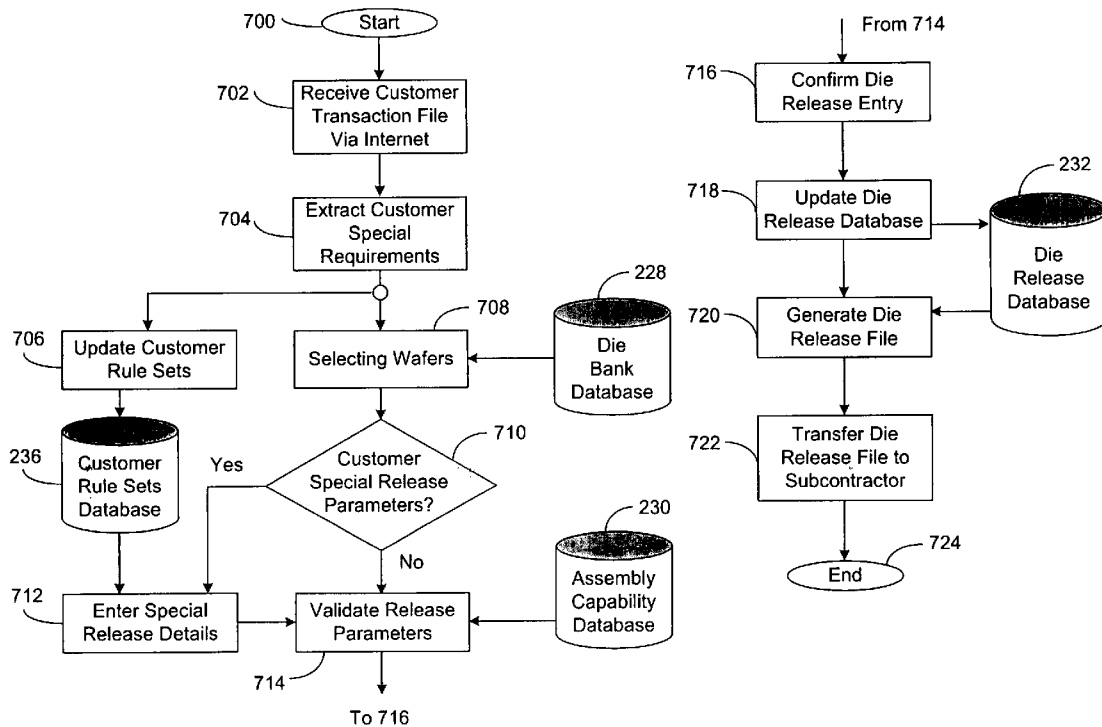 700
Start
702
Receive Customer
Transaction File
Via Internet
704
Extract Customer
Special
Requirements
706
Update Customer
Rule Sets
708
Selecting Wafers
228
Die
Bank
Database
236
Customer
Rule Sets
Database
Yes
710
Customer
Special Release
Parameters?
No
230
Assembly
Capability
Database
712
Enter Special
Release Details
Validate Release
Parameters
714
To 716
From 714
716
Confirm Die
Release Entry
718
Update Die
Release Database
232
Die
Release
Database
720
Generate Die
Release File
722
Transfer Die
Release File to
Subcontractor
724
End